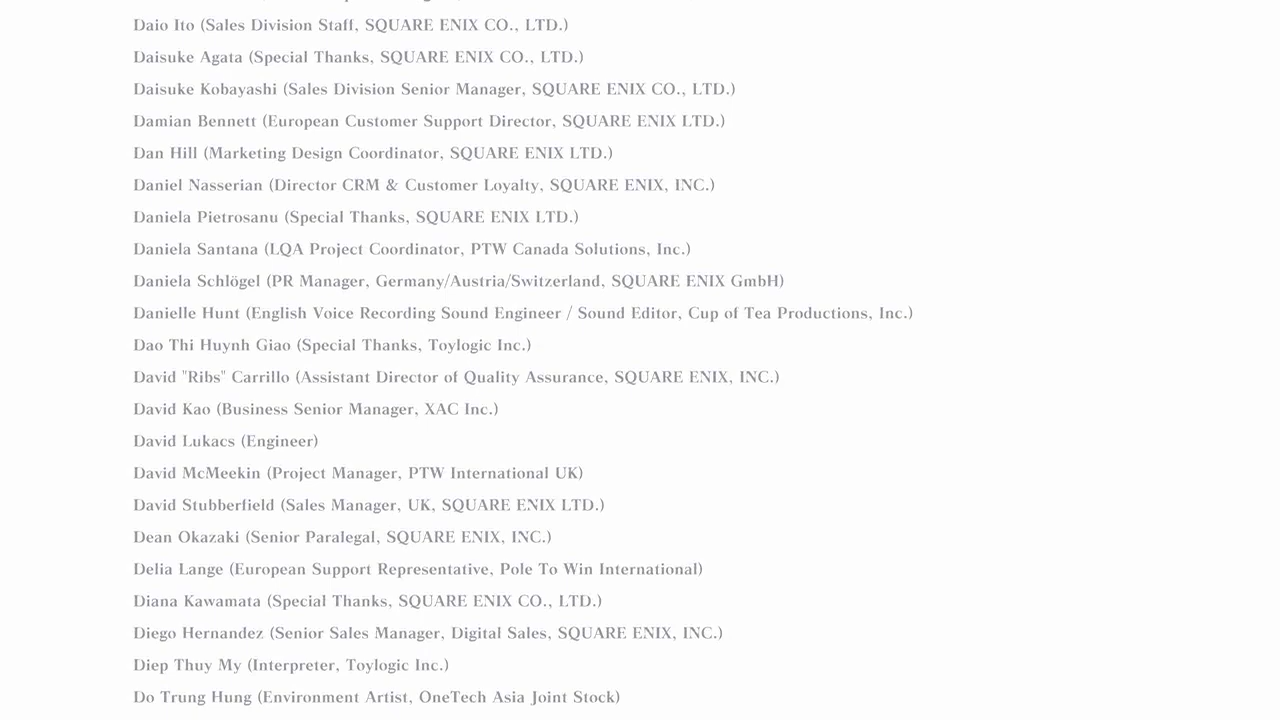 Daio Ito (Sales Division Staff, SQUARE ENIX CO., LTD.)
Daisuke Agata (Special Thanks, SQUARE ENIX CO., LTD.)
Daisuke Kobayashi (Sales Division Senior Manager, SQUARE ENIX CO., LTD.)
Damian Bennett (European Customer Support Director, SQUARE ENIX LTD.)
Dan Hill (Marketing Design Coordinator, SQUARE ENIX LTD.)
Daniel Nasserian (Director CRM & Customer Loyalty, SQUARE ENIX, INC.)
Daniela Pietrosanu (Special Thanks, SQUARE ENIX LTD.)
Daniela Santana (LQA Project Coordinator, PTW Canada Solutions, Inc.)
Daniela Schlögel (PR Manager, Germany/Austria/Switzerland, SQUARE ENIX GmbH)
Danielle Hunt (English Voice Recording Sound Engineer / Sound Editor, Cup of Tea Productions, Inc.)
Dao Thi Huynh Giao (Special Thanks, Toylogic Inc.)
David "Ribs" Carrillo (Assistant Director of Quality Assurance, SQUARE ENIX, INC.)
David Kao (Business Senior Manager, XAC Inc.)
David Lukacs (Engineer)
David McMeekin (Project Manager, PTW International UK)
David Stubberfield (Sales Manager, UK, SQUARE ENIX LTD.)
Dean Okazaki (Senior Paralegal, SQUARE ENIX, INC.)
Delia Lange (European Support Representative, Pole To Win International)
Diana Kawamata (Special Thanks, SQUARE ENIX CO., LTD.)
Diego Hernandez (Senior Sales Manager, Digital Sales, SQUARE ENIX, INC.)
Diep Thuy My (Interpreter, Toylogic Inc.)
Do Trung Hung (Environment Artist, OneTech Asia Joint Stock)